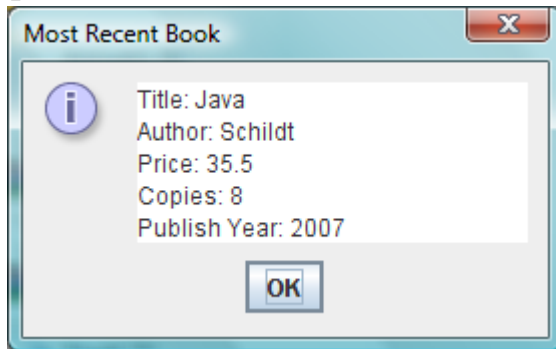 Most Recent Book
x
i
Title: Java
Author: Schildt
Price: 35.5
Copies: 8
Publish Year: 2007
OK